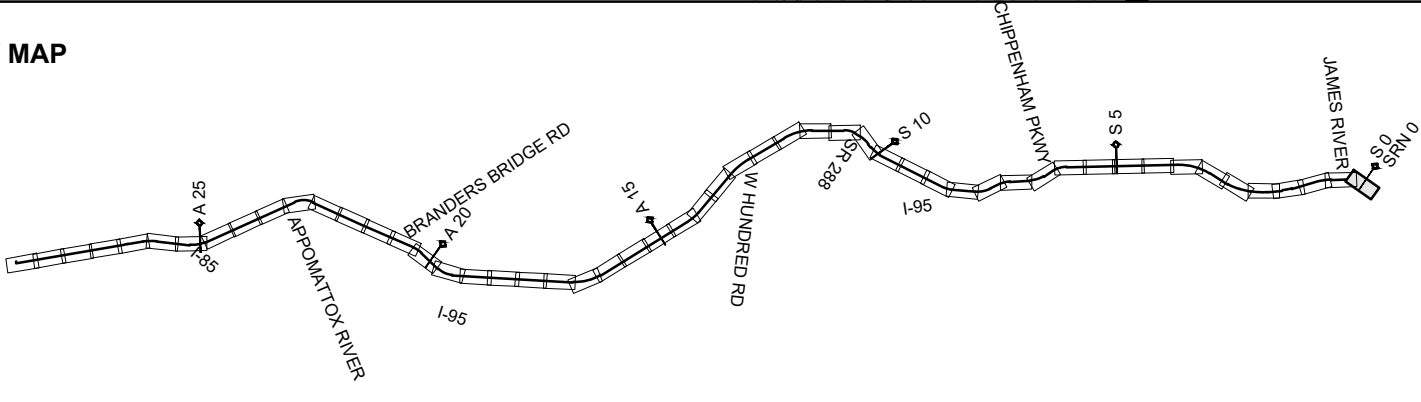 MAP
A 25
I-85
APPOMATTOX RIVER
BRANDERS BRIDGE RD
A 20
I-95
A 15
W HUNDRED RD
SR 288
S 10
I-95
CHIPPENHAM PKWY
S 5
JAMES RIVER
S 0
SRN 0